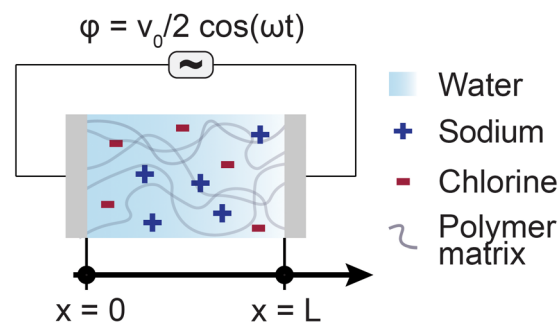 φ = v₀/2 cos(ωt)
~
Water
+ Sodium
- Chlorine
Polymer
matrix
x = 0
x = L